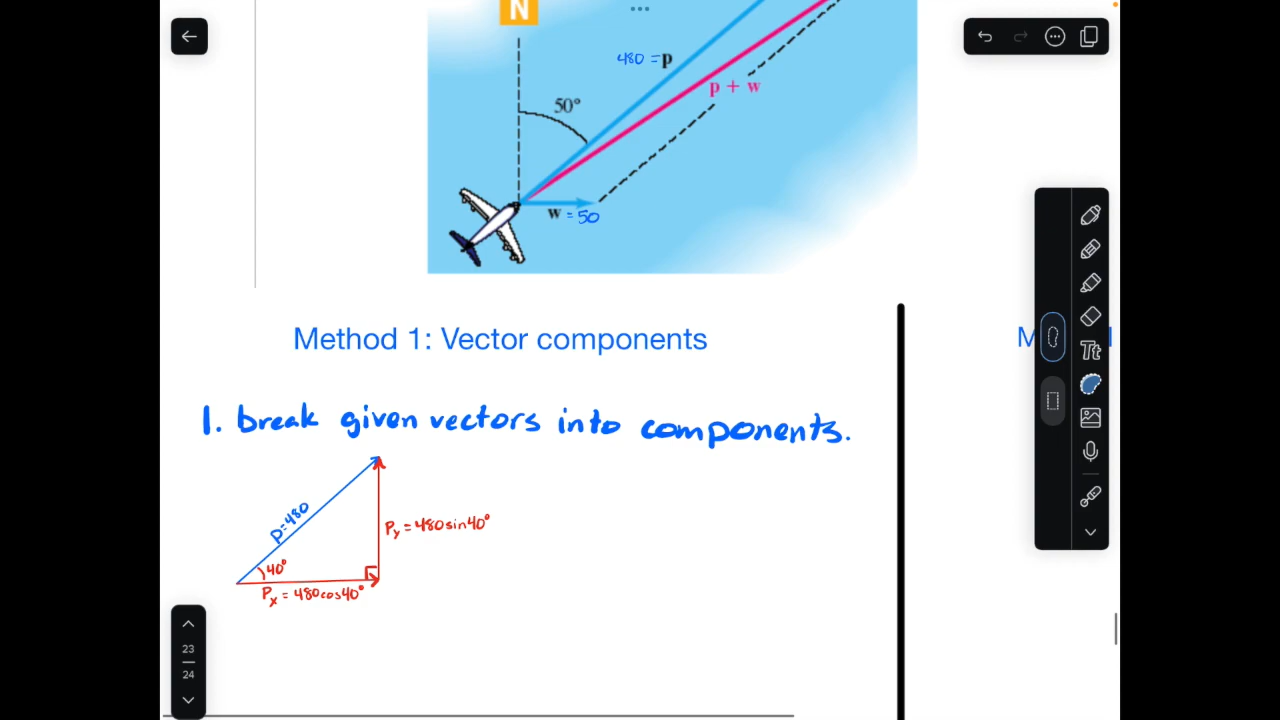 N
480 = p
p + w
50°
w = 50
Method 1: Vector components
1. break given vectors into components.
p=480
Py = 480sin40°
40°
Px = 480cos40°
Tt
23
24